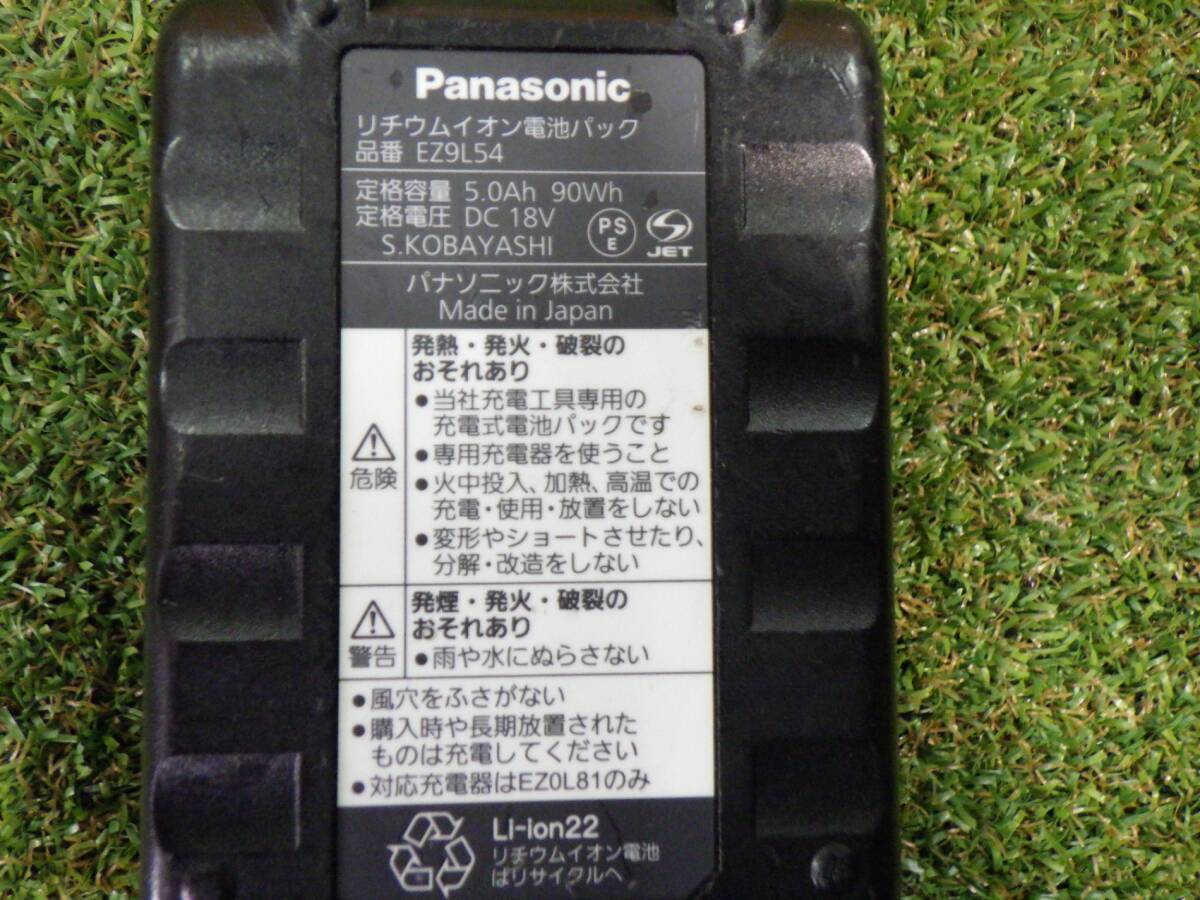 Panasonic
リチウムイオン電池パック
品番 EZ9L54
定格容量 5.0Ah 90Wh
定格電圧 DC 18V
S.KOBAYASHI
PS
E
JET
パナソニック株式会社
Made in Japan
発熱・発火・破裂の
おそれあり
●当社充電工具専用の
充電式電池パックです
●専用充電器を使うこと
●火中投入、加熱、高温での
充電・使用・放置をしない
●変形やショートさせたり、
分解・改造をしない
危険
発煙・発火・破裂の
おそれあり
●雨や水にぬらさない
警告
●風穴をふさがない
●購入時や長期放置された
ものは充電してください
●対応充電器はEZ0L81のみ
Li-ion22
リチウムイオン電池
はリサイクルへ